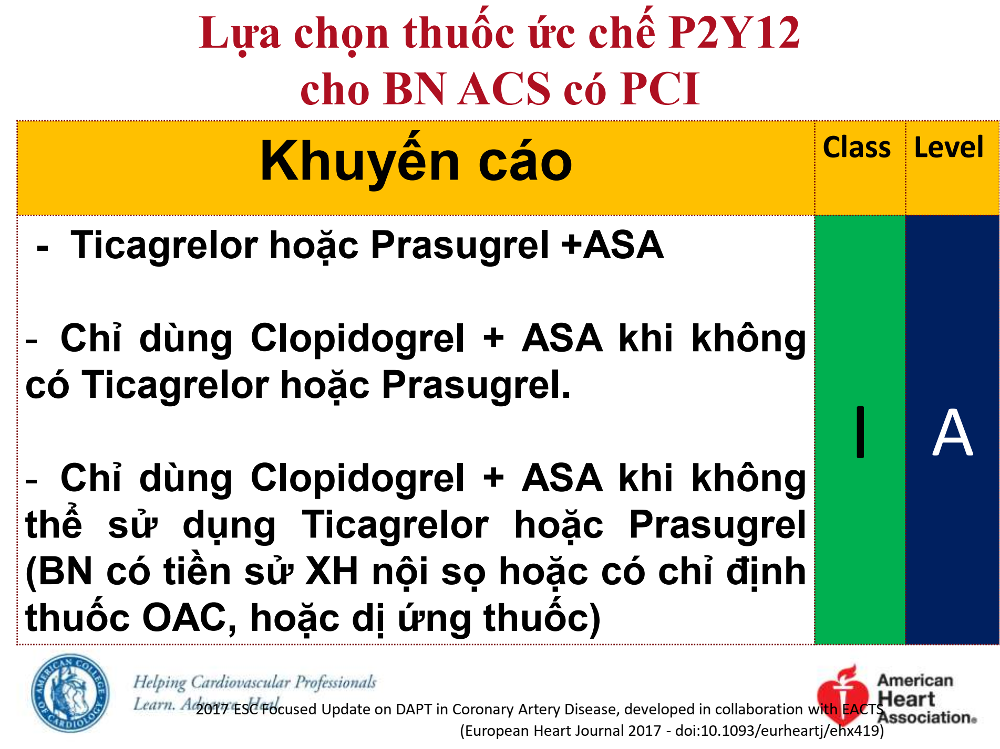 Lựa chọn thuốc ức chế P2Y12
cho BN ACS có PCI
Khuyến cáo
Class
Level
- Ticagrelor hoặc Prasugrel +ASA
- Chỉ dùng Clopidogrel + ASA khi không
có Ticagrelor hoặc Prasugrel.
- Chỉ dùng Clopidogrel + ASA khi không
thể sử dụng Ticagrelor hoặc Prasugrel
(BN có tiền sử XH nội sọ hoặc có chỉ định
thuốc OAC, hoặc dị ứng thuốc)
I
A
AMERICAN COLLEGE OF CARDIOLOGY
Helping Cardiovascular Professionals
Learn. Advance. Heal.
American
Heart
Association®
2017 ESC Focused Update on DAPT in Coronary Artery Disease, developed in collaboration with EACTS
(European Heart Journal 2017 - doi:10.1093/eurheartj/ehx419)